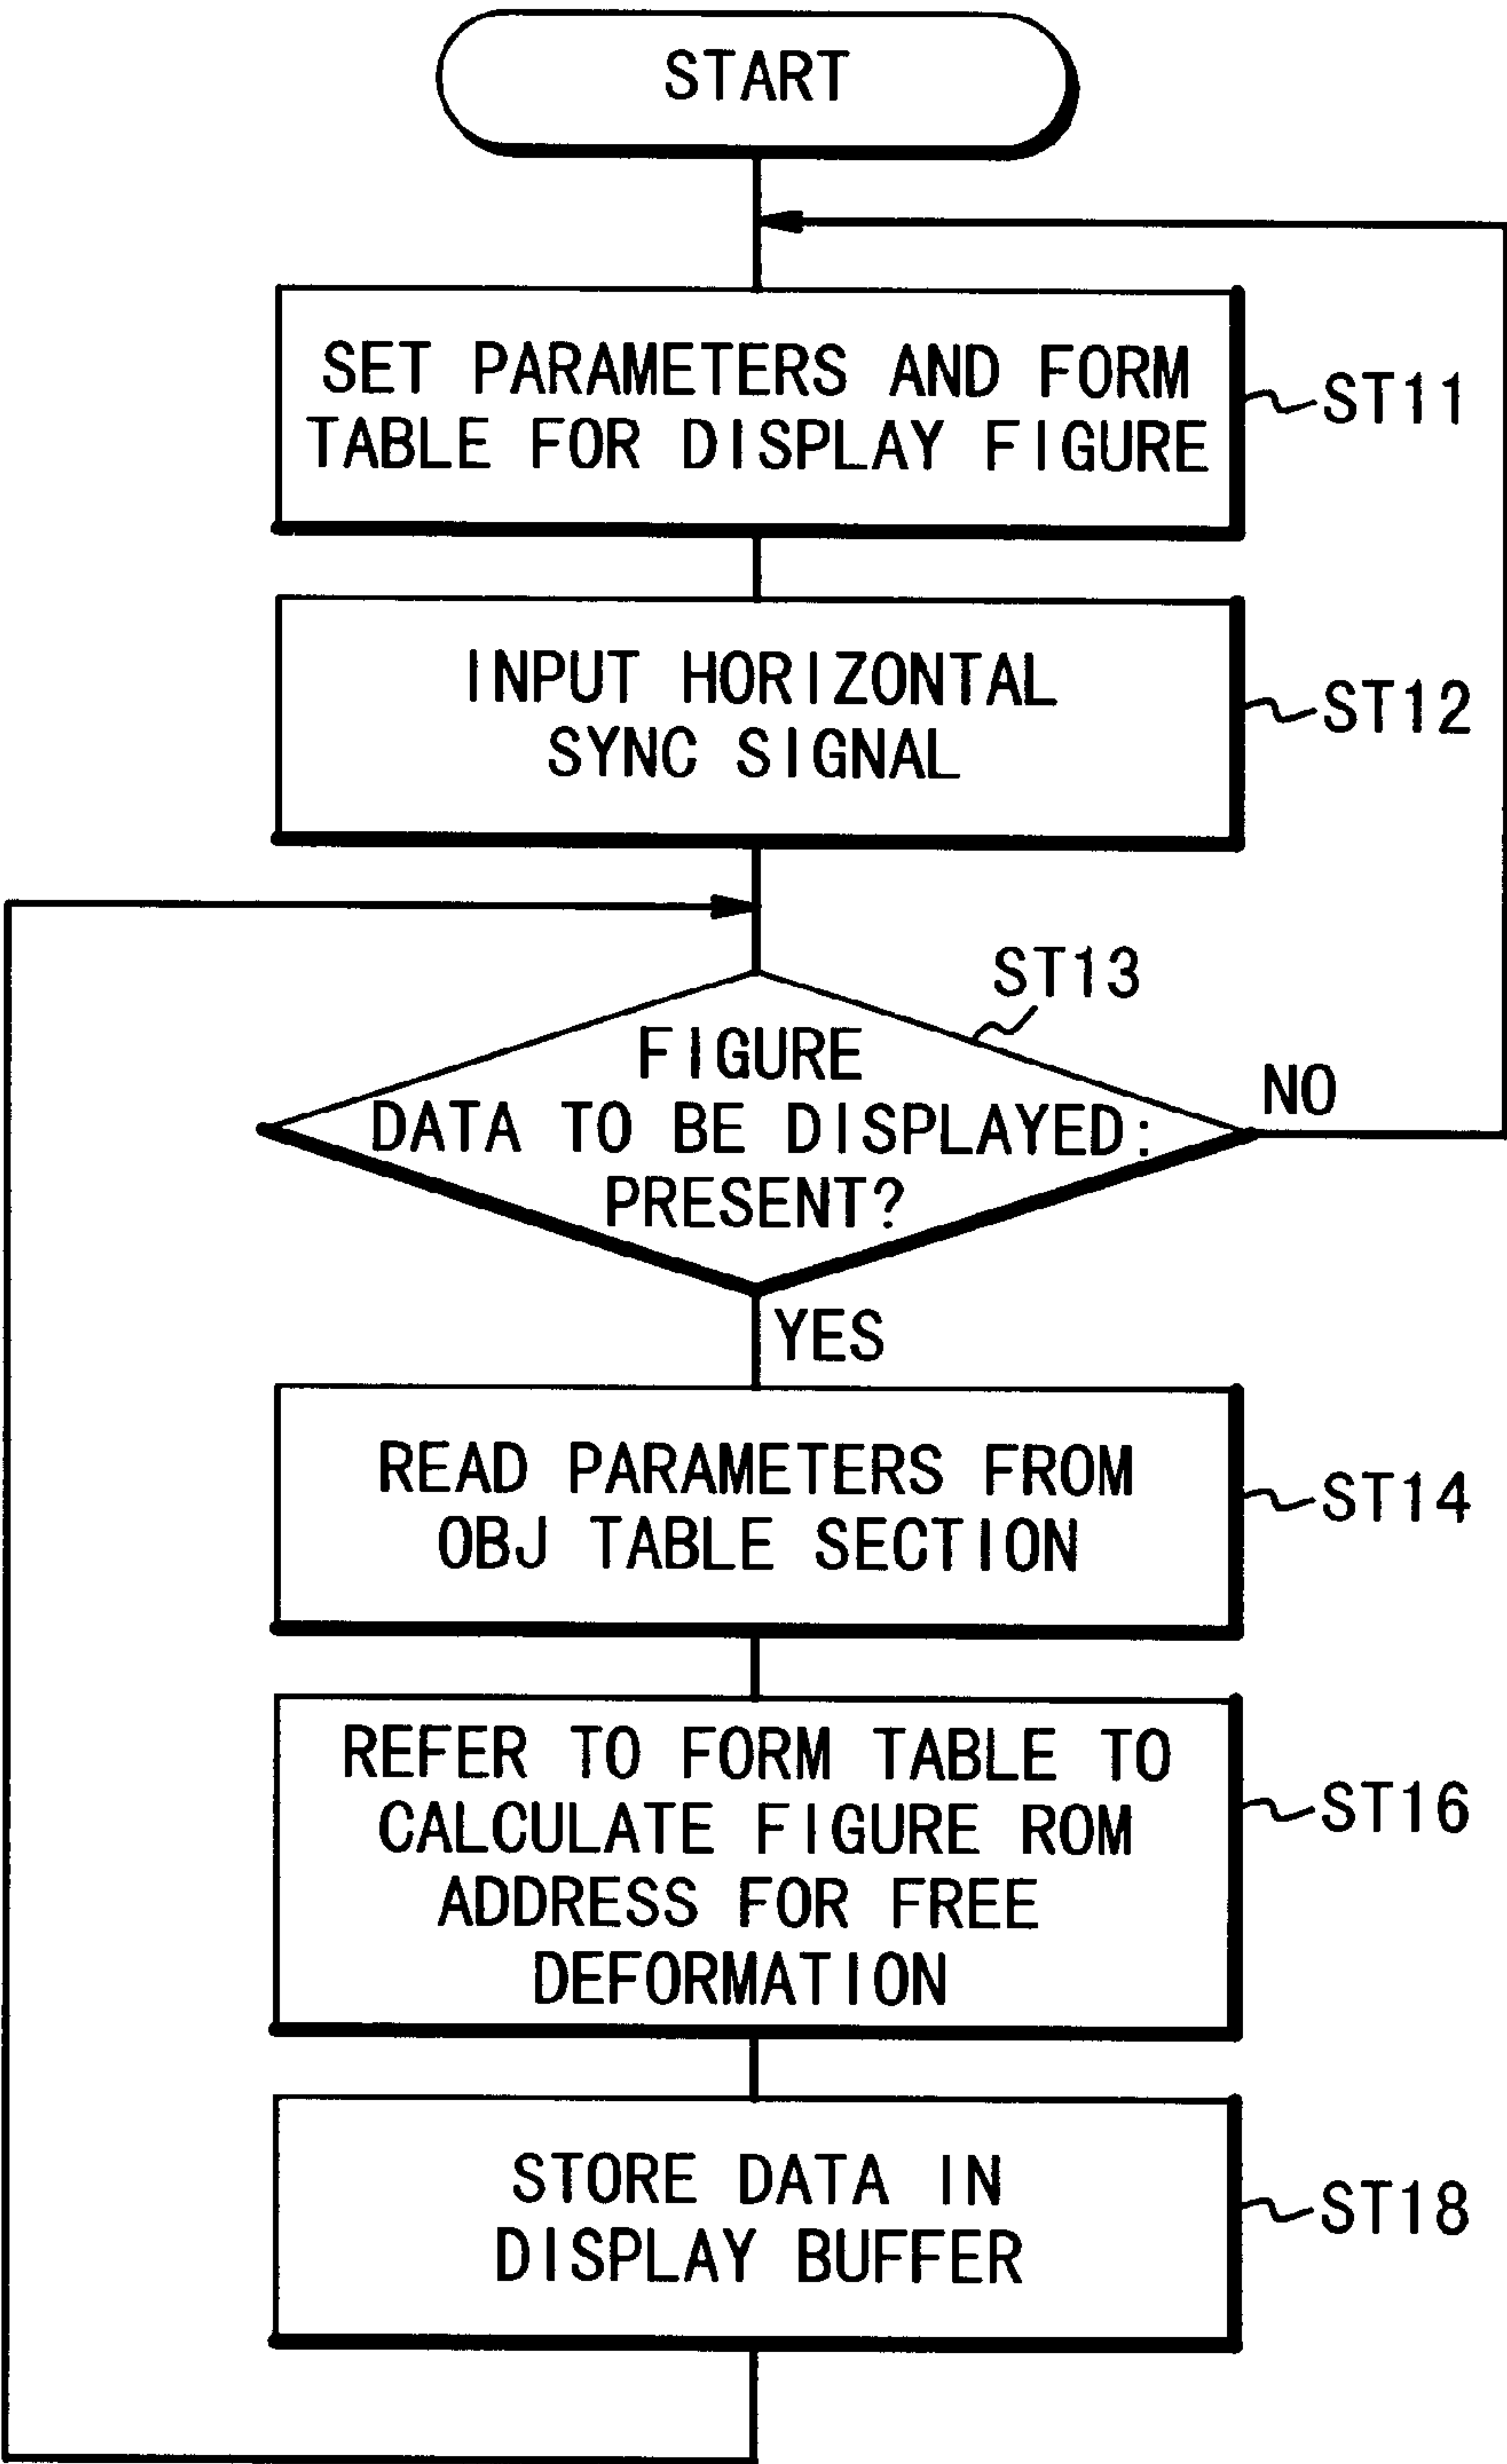 START
SET PARAMETERS AND FORM
TABLE FOR DISPLAY FIGURE
ST11
INPUT HORIZONTAL
SYNC SIGNAL
ST12
ST13
FIGURE
DATA TO BE DISPLAYED:
PRESENT?
NO
YES
READ PARAMETERS FROM
OBJ TABLE SECTION
ST14
REFER TO FORM TABLE TO
CALCULATE FIGURE ROM
ADDRESS FOR FREE
DEFORMATION
ST16
STORE DATA IN
DISPLAY BUFFER
ST18